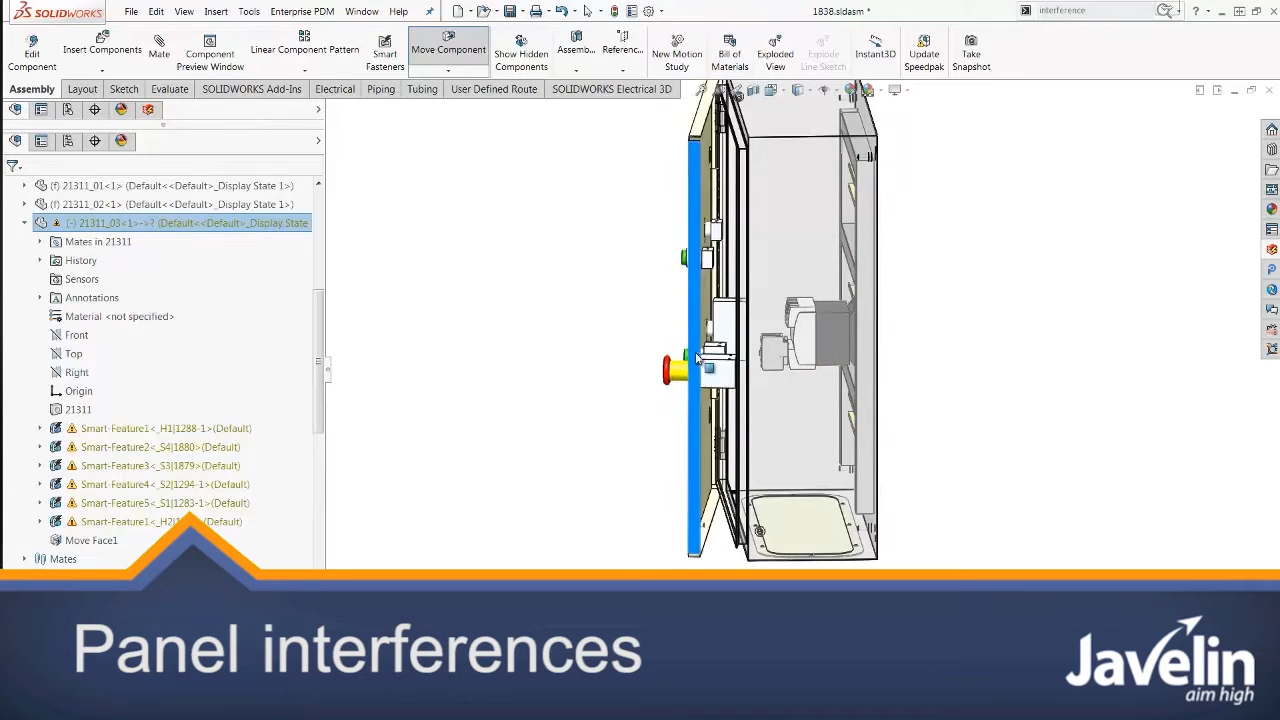 SOLIDWORKS File Edit View Insert Tools Enterprise PDM Window Help 1838.sldasm * interference
Edit Component
Insert Components
Mate
Component Preview Window
Linear Component Pattern
Smart Fasteners
Move Component
Show Hidden Components
Assemb...
Referenc...
New Motion Study
Bill of Materials
Exploded View
Explode Line Sketch
Instant3D
Update Speedpak
Take Snapshot
Assembly Layout Sketch Evaluate SOLIDWORKS Add-Ins Electrical Piping Tubing User Defined Route SOLIDWORKS Electrical 3D
(f) 21311_01<1> (Default<<Default>_Display State 1>)
(f) 21311_02<1> (Default<<Default>_Display State 1>)
(-) 21311_03<1>->? (Default<<Default>_Display State
Mates in 21311
History
Sensors
Annotations
Material <not specified>
Front
Top
Right
Origin
21311
Smart-Feature1<_H1|1288-1>(Default)
Smart-Feature2<_S4|1880>(Default)
Smart-Feature3<_S3|1879>(Default)
Smart-Feature4<_S2|1294-1>(Default)
Smart-Feature5<_S1|1283-1>(Default)
Smart-Feature1<_H2|1 (Default)
Move Face1
Mates
Panel interferences
Javelin
aim high